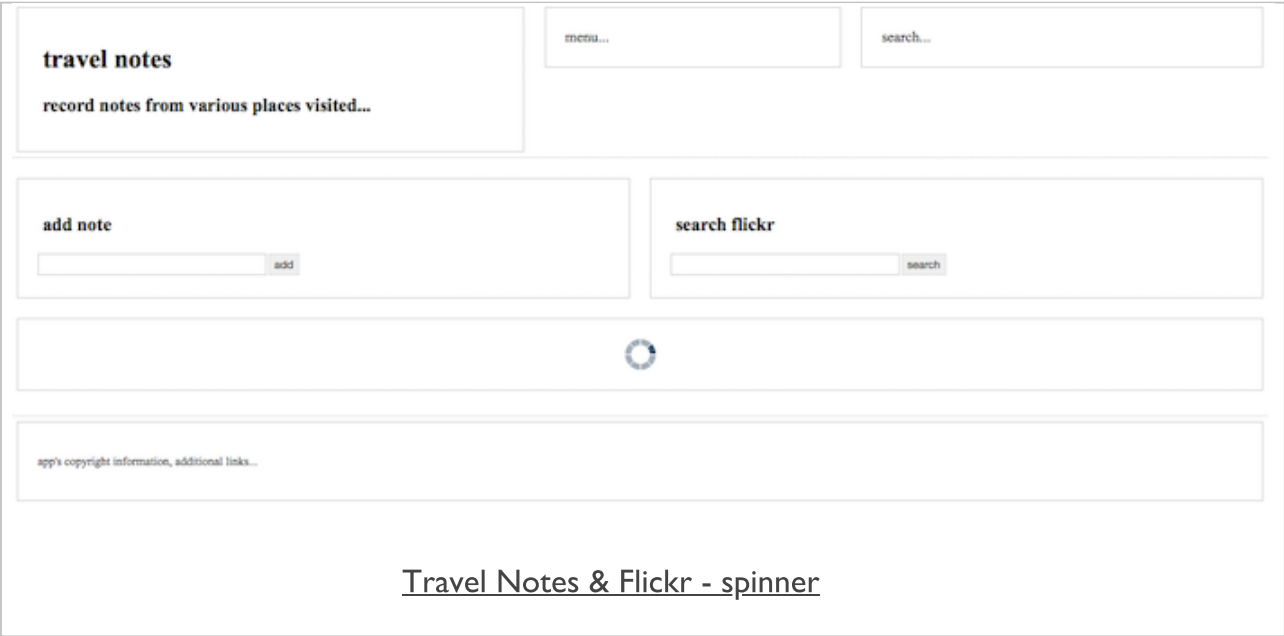 travel notes
record notes from various places visited...
menu...
search...
add note
add
search flickr
search
app's copyright information, additional links...
Travel Notes & Flickr - spinner